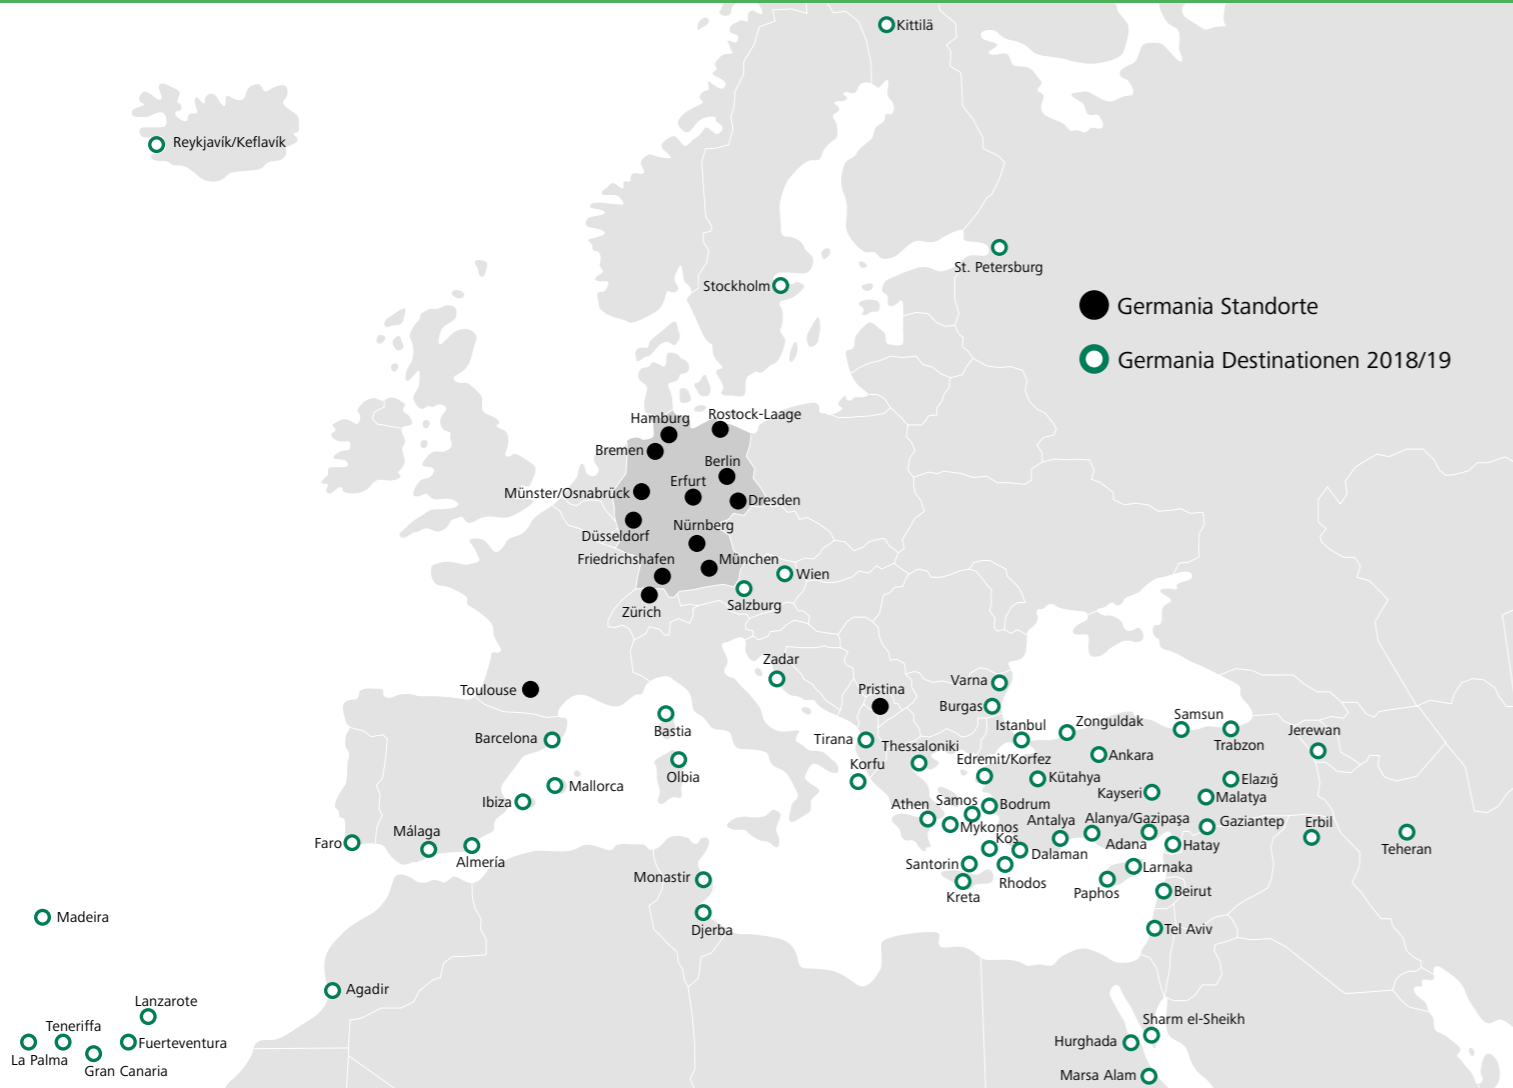 Kittilä
Reykjavík/Keflavík
St. Petersburg
Stockholm
Germania Standorte
Germania Destinationen 2018/19
Hamburg
Rostock-Laage
Bremen
Berlin
Erfurt
Münster/Osnabrück
Dresden
Nürnberg
Düsseldorf
Friedrichshafen
München
Wien
Salzburg
Zürich
Zadar
Toulouse
Pristina
Varna
Burgas
Bastia
Barcelona
Tirana
Thessaloniki
Istanbul
Zonguldak
Samsun
Trabzon
Jerewan
Korfu
Edremit/Korfez
Ankara
Olbia
Mallorca
Kütahya
Kayseri
Elazığ
Malatya
Ibiza
Athen
Samos
Bodrum
Mykonos
Antalya
Alanya/Gazipaşa
Gaziantep
Erbil
Faro
Málaga
Almería
Kos
Dalaman
Adana
Hatay
Teheran
Santorin
Rhodos
Larnaka
Monastir
Kreta
Paphos
Beirut
Madeira
Djerba
Tel Aviv
Agadir
Lanzarote
Teneriffa
La Palma
Gran Canaria
Fuerteventura
Sharm el-Sheikh
Hurghada
Marsa Alam